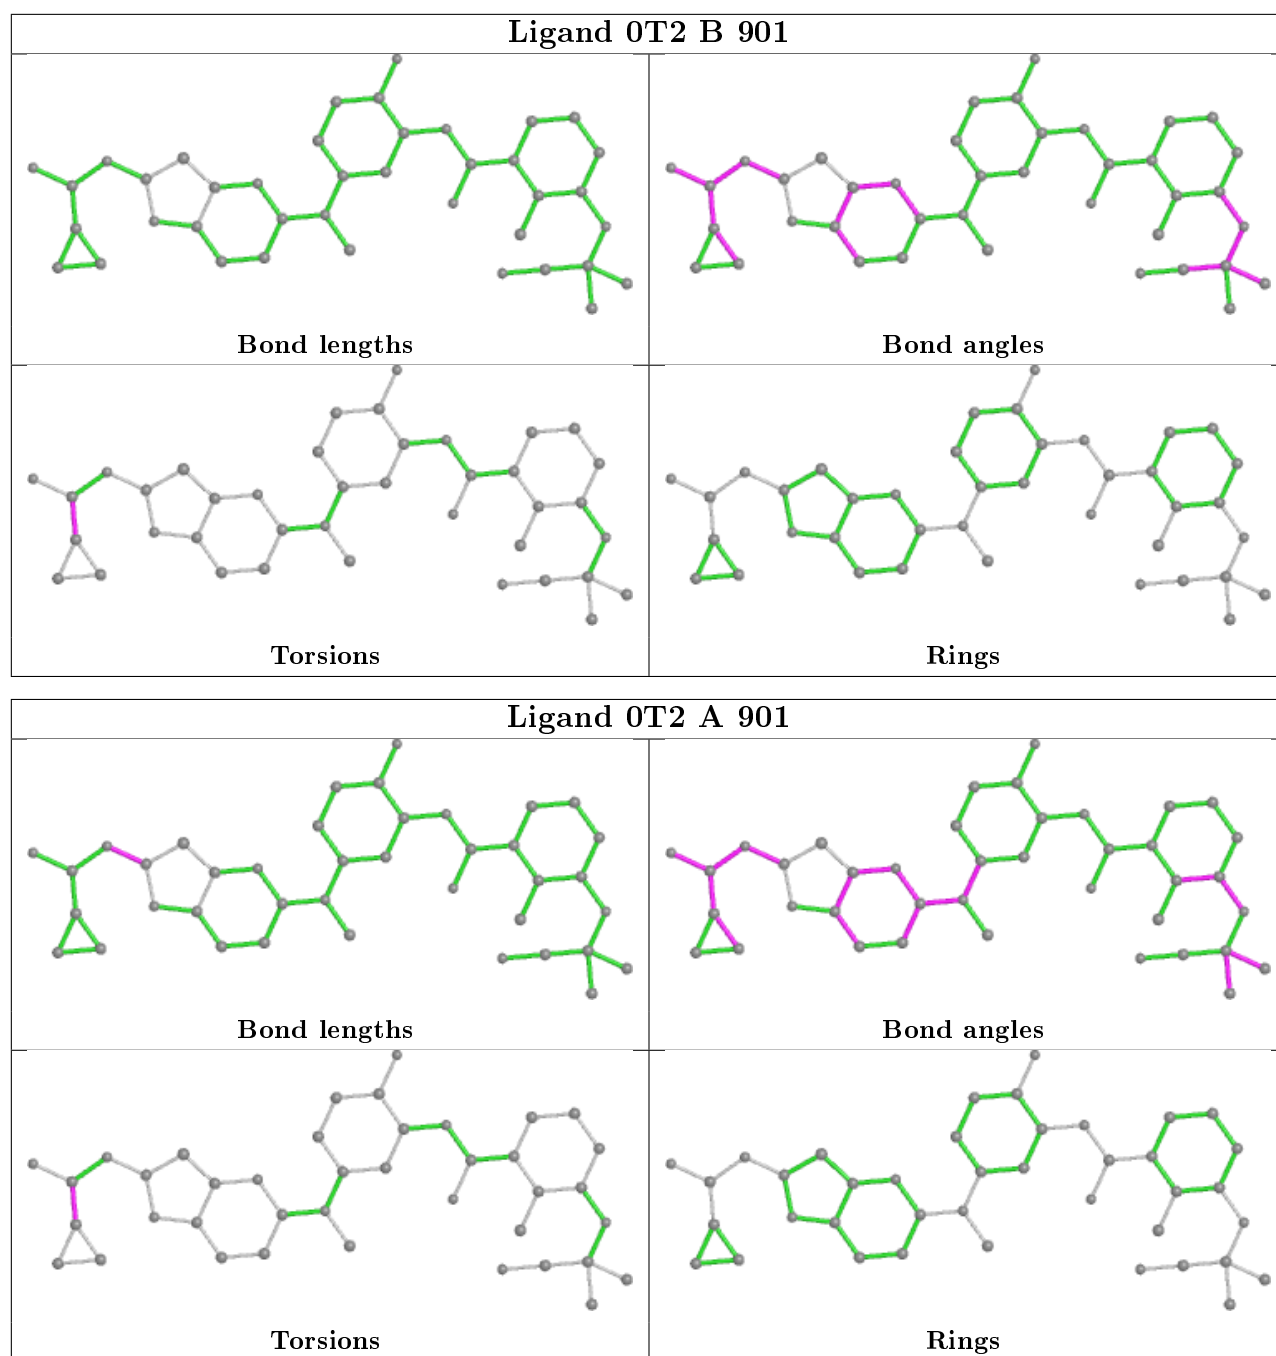 Ligand 0T2 B 901
Bond lengths
Bond angles
Torsions
Rings
Ligand 0T2 A 901
Bond lengths
Bond angles
Torsions
Rings